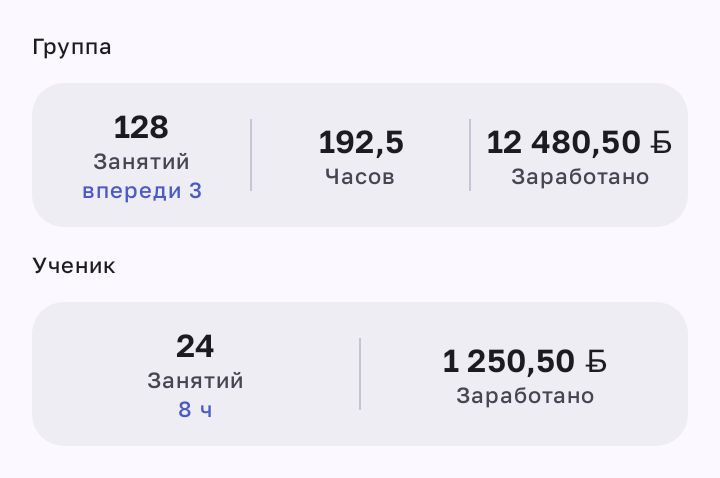 Группа
128
Занятий
впереди 3
192,5
Часов
12 480,50 Ƃ
Заработано
Ученик
24
Занятий
8 ч
1 250,50 Ƃ
Заработано